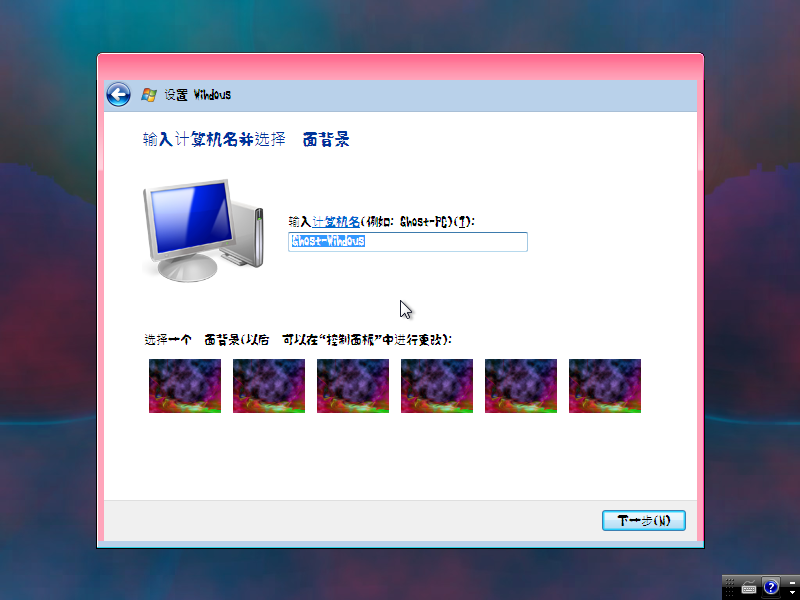 设置 Windows
输入计算机名并选择 面背景
输入计算机名(例如: Ghost-PC)(T):
Ghost-Windous
选择一个 面背景(以后 可以在“控制面板”中进行更改):
下一步(N)